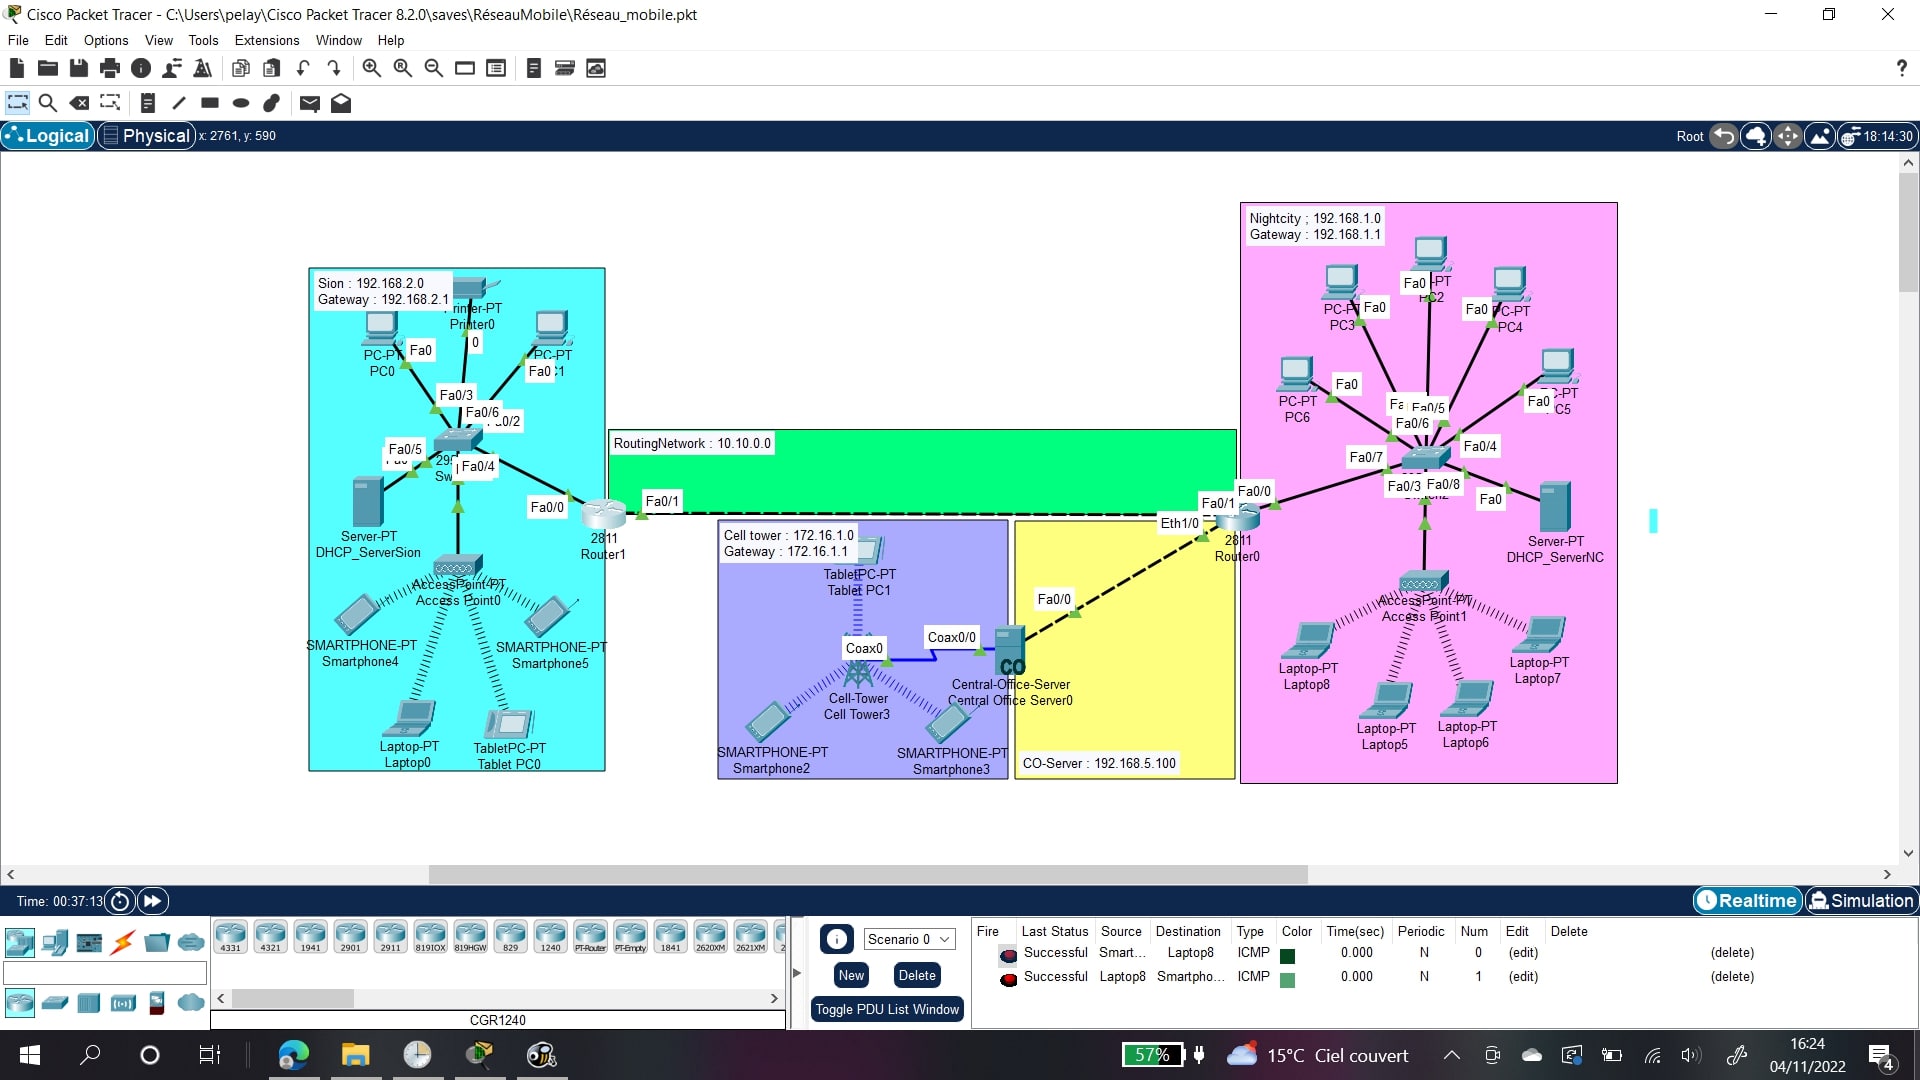 Cisco Packet Tracer - C:\Users\pelay\Cisco Packet Tracer 8.2.0\saves\RéseauMobile\Réseau_mobile.pkt
File Edit Options View Tools Extensions Window Help
Logical Physical x: 2761, y: 590 Root 18:14:30
Sion : 192.168.2.0
Gateway : 192.168.2.1
Printer0
0
PC-PT
PC0
Fa0
PC-PT
Fa0
Fa0/3
Fa0/6
Fa0/5
Fa0/4
Fa0/0
Server-PT
DHCP_ServerSion
2811
Router1
Fa0/1
AccessPoint-PT
Access Point0
SMARTPHONE-PT
Smartphone4
SMARTPHONE-PT
Smartphone5
Laptop-PT
Laptop0
TabletPC-PT
Tablet PC0
RoutingNetwork : 10.10.0.0
Cell tower : 172.16.1.0
Gateway : 172.16.1.1
TabletPC-PT
Tablet PC1
Coax0
Coax0/0
Cell-Tower
Cell Tower3
SMARTPHONE-PT
Smartphone2
SMARTPHONE-PT
Smartphone3
CO
Central-Office-Server
Central Office Server0
Fa0/0
CO-Server : 192.168.5.100
Eth1/0
Fa0/1
Fa0/0
2811
Router0
Nightcity ; 192.168.1.0
Gateway : 192.168.1.1
Fa0
PC2
PC3
Fa0
Fa0
PC-PT
PC4
PC-PT
PC6
Fa0
Fa0
Fa0/5
Fa0/6
Fa0/4
Fa0/7
Fa0/3
Fa0/8
Fa0
Server-PT
DHCP_ServerNC
AccessPoint-PT
Access Point1
Laptop-PT
Laptop8
Laptop-PT
Laptop7
Laptop-PT
Laptop5
Laptop-PT
Laptop6
Time: 00:37:13 Realtime Simulation
4331 4321 1941 2901 2911 819IOX 819HGW 829 1240 PT-Router PT-Empty 1841 2620XM 2621XM
CGR1240
Scenario 0
New Delete
Toggle PDU List Window
Fire Last Status Source Destination Type Color Time(sec) Periodic Num Edit Delete
Successful Smart... Laptop8 ICMP 0.000 N 0 (edit) (delete)
Successful Laptop8 Smartpho... ICMP 0.000 N 1 (edit) (delete)
57% 15°C Ciel couvert 16:24
04/11/2022
4